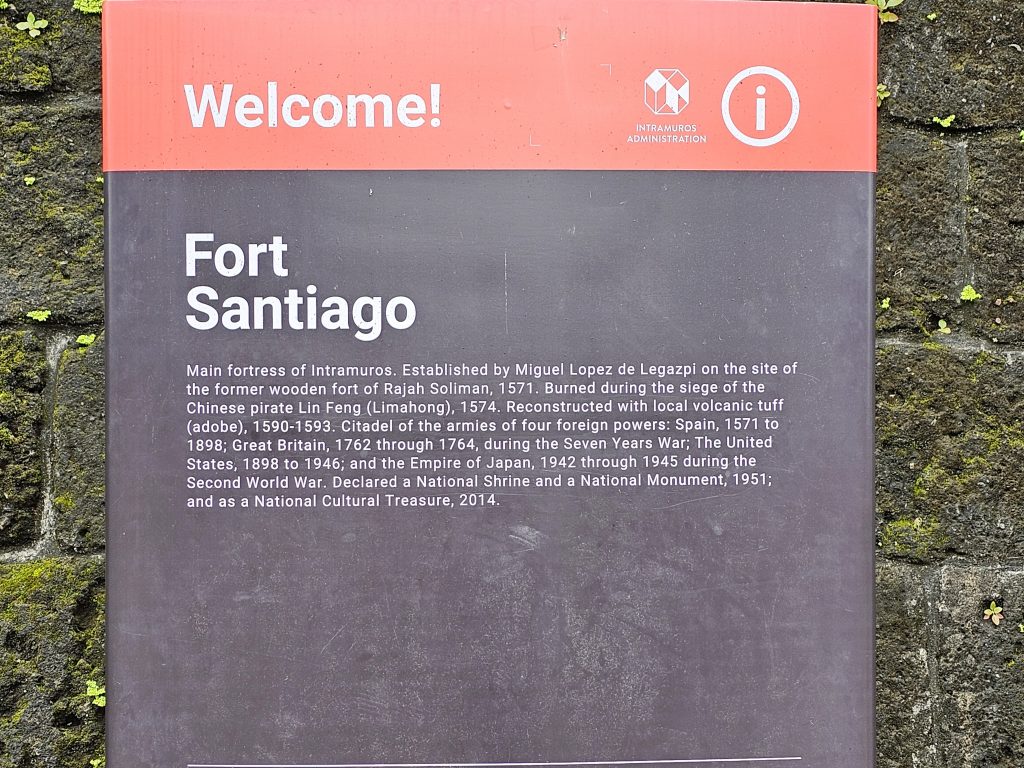 Welcome!
INTRAMUROS
ADMINISTRATION
i
Fort
Santiago
Main fortress of Intramuros. Established by Miguel Lopez de Legazpi on the site of
the former wooden fort of Rajah Soliman, 1571. Burned during the siege of the
Chinese pirate Lin Feng (Limahong), 1574. Reconstructed with local volcanic tuff
(adobe), 1590-1593. Citadel of the armies of four foreign powers: Spain, 1571 to
1898; Great Britain, 1762 through 1764, during the Seven Years War; The United
States, 1898 to 1946; and the Empire of Japan, 1942 through 1945 during the
Second World War. Declared a National Shrine and a National Monument, 1951;
and as a National Cultural Treasure, 2014.